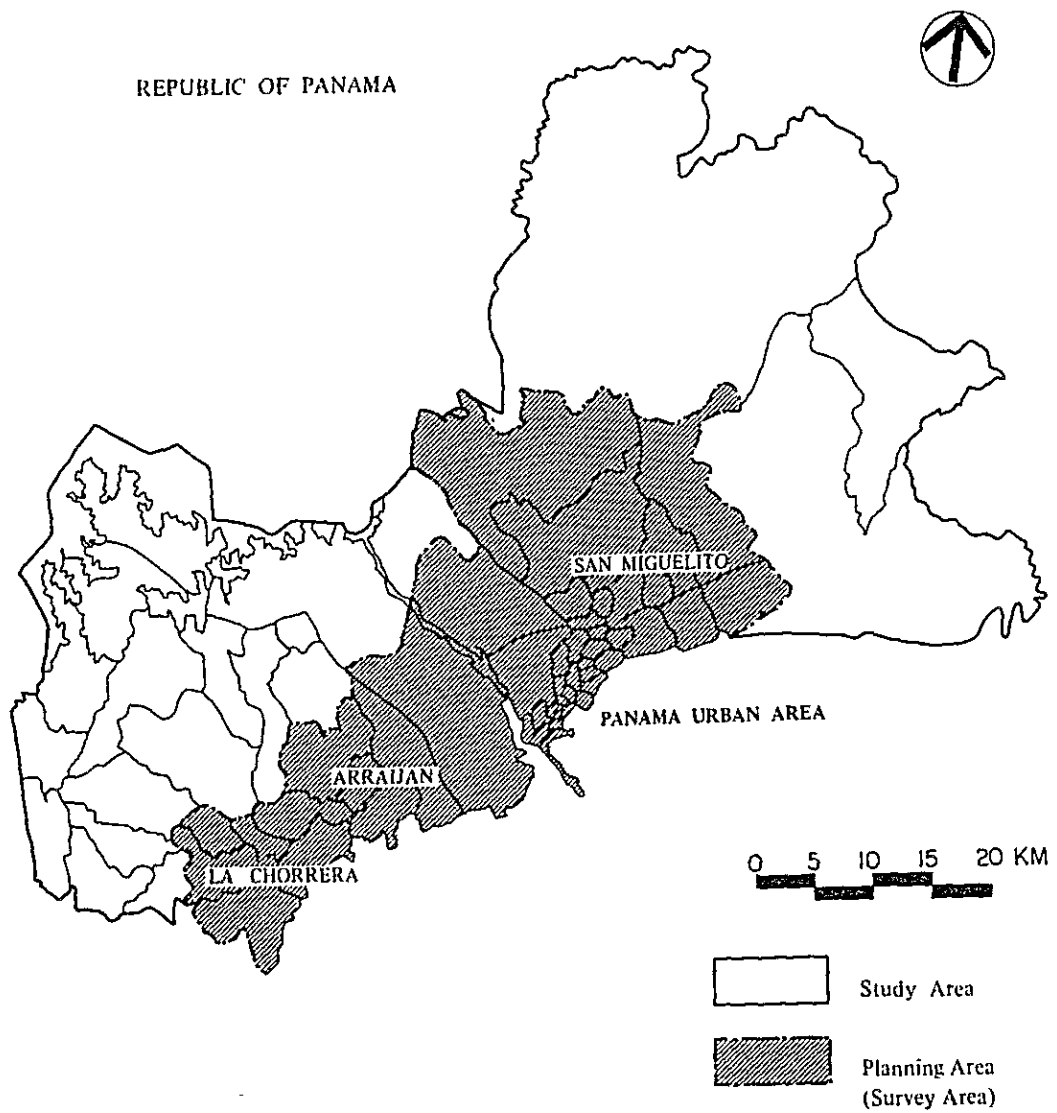 REPUBLIC OF PANAMA
SAN MIGUELITO
PANAMA URBAN AREA
ARRAIJAN
LA CHORRERA
0 5 10 15 20 KM
Study Area
Planning Area
(Survey Area)